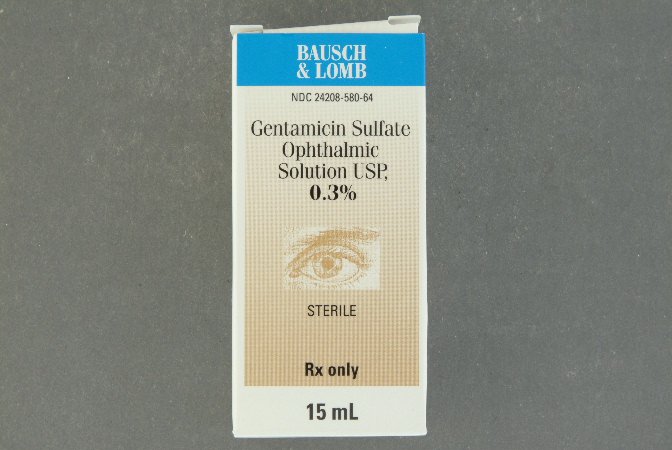 BAUSCH
& LOMB
NDC 24208-580-64
Gentamicin Sulfate
Ophthalmic
Solution USP,
0.3%
STERILE
Rx only
15 mL